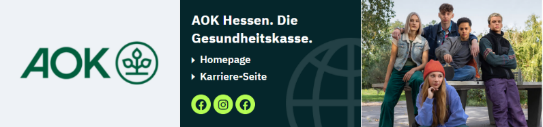 AOK
AOK Hessen. Die
Gesundheitskasse.
Homepage
Karriere-Seite